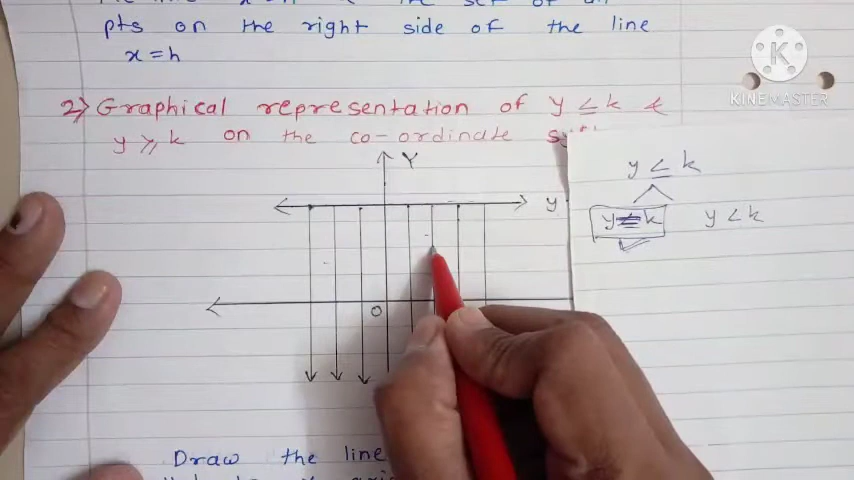 pts on the right side of the line
x = h
2) Graphical representation of y ≤ k &
y ≥ k on the co-ordinate
Y
y
O
y ≤ k
y = k y < k
Draw the line
K
KINEMASTER